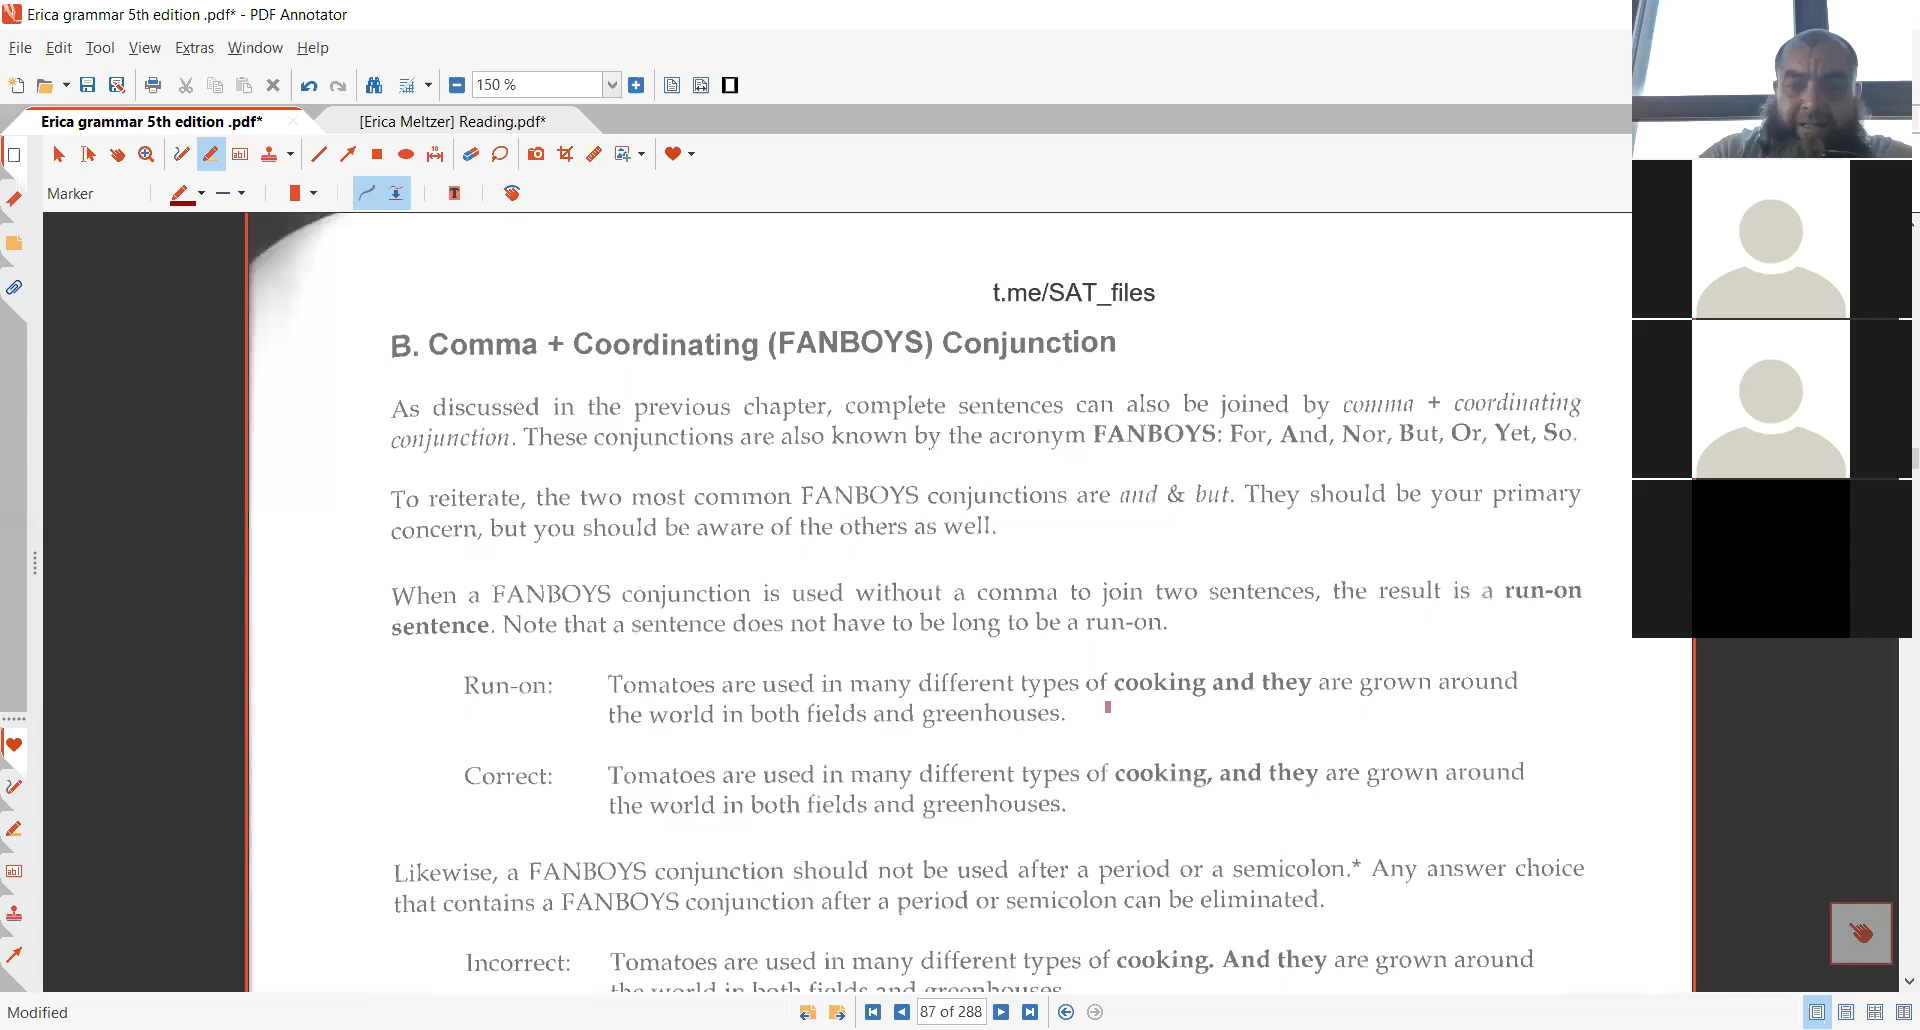 Erica grammar 5th edition .pdf* - PDF Annotator
File Edit Tool View Extras Window Help
150 %
Erica grammar 5th edition .pdf*
[Erica Meltzer] Reading.pdf*
Marker
t.me/SAT_files
B. Comma + Coordinating (FANBOYS) Conjunction
As discussed in the previous chapter, complete sentences can also be joined by comma + coordinating
conjunction. These conjunctions are also known by the acronym FANBOYS: For, And, Nor, But, Or, Yet, So.
To reiterate, the two most common FANBOYS conjunctions are and & but. They should be your primary
concern, but you should be aware of the others as well.
When a FANBOYS conjunction is used without a comma to join two sentences, the result is a run-on
sentence. Note that a sentence does not have to be long to be a run-on.
Run-on: Tomatoes are used in many different types of cooking and they are grown around
the world in both fields and greenhouses.
Correct: Tomatoes are used in many different types of cooking, and they are grown around
the world in both fields and greenhouses.
Likewise, a FANBOYS conjunction should not be used after a period or a semicolon.* Any answer choice
that contains a FANBOYS conjunction after a period or semicolon can be eliminated.
Incorrect: Tomatoes are used in many different types of cooking. And they are grown around
the world in both fields and greenhouses
Modified
87 of 288